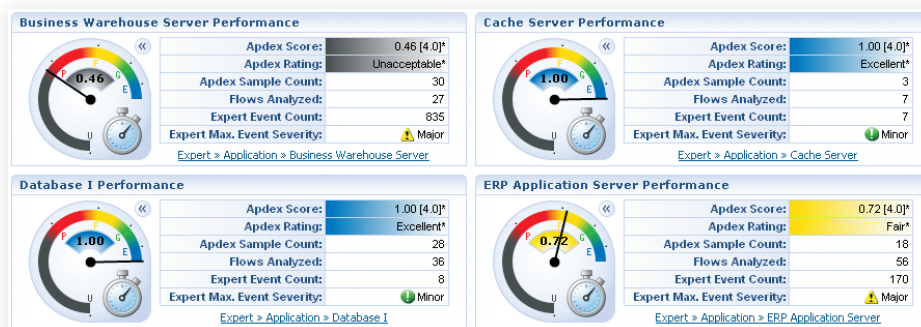 Business Warehouse Server Performance
«
P F G E U
0.46
Apdex Score: 0.46 [4.0]*
Apdex Rating: Unacceptable*
Apdex Sample Count: 30
Flows Analyzed: 27
Expert Event Count: 835
Expert Max. Event Severity: Major
Expert » Application » Business Warehouse Server
Cache Server Performance
«
P F G E U
1.00
Apdex Score: 1.00 [4.0]*
Apdex Rating: Excellent*
Apdex Sample Count: 3
Flows Analyzed: 7
Expert Event Count: 7
Expert Max. Event Severity: Minor
Expert » Application » Cache Server
Database I Performance
«
P F G E U
1.00
Apdex Score: 1.00 [4.0]*
Apdex Rating: Excellent*
Apdex Sample Count: 28
Flows Analyzed: 36
Expert Event Count: 8
Expert Max. Event Severity: Minor
Expert » Application » Database I
ERP Application Server Performance
«
P F G E U
0.72
Apdex Score: 0.72 [4.0]*
Apdex Rating: Fair*
Apdex Sample Count: 18
Flows Analyzed: 56
Expert Event Count: 170
Expert Max. Event Severity: Major
Expert » Application » ERP Application Server